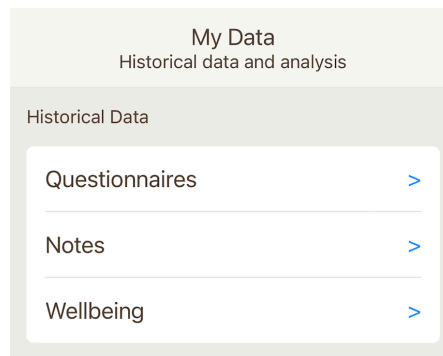 My Data
Historical data and analysis
Historical Data
Questionnaires >
Notes >
Wellbeing >